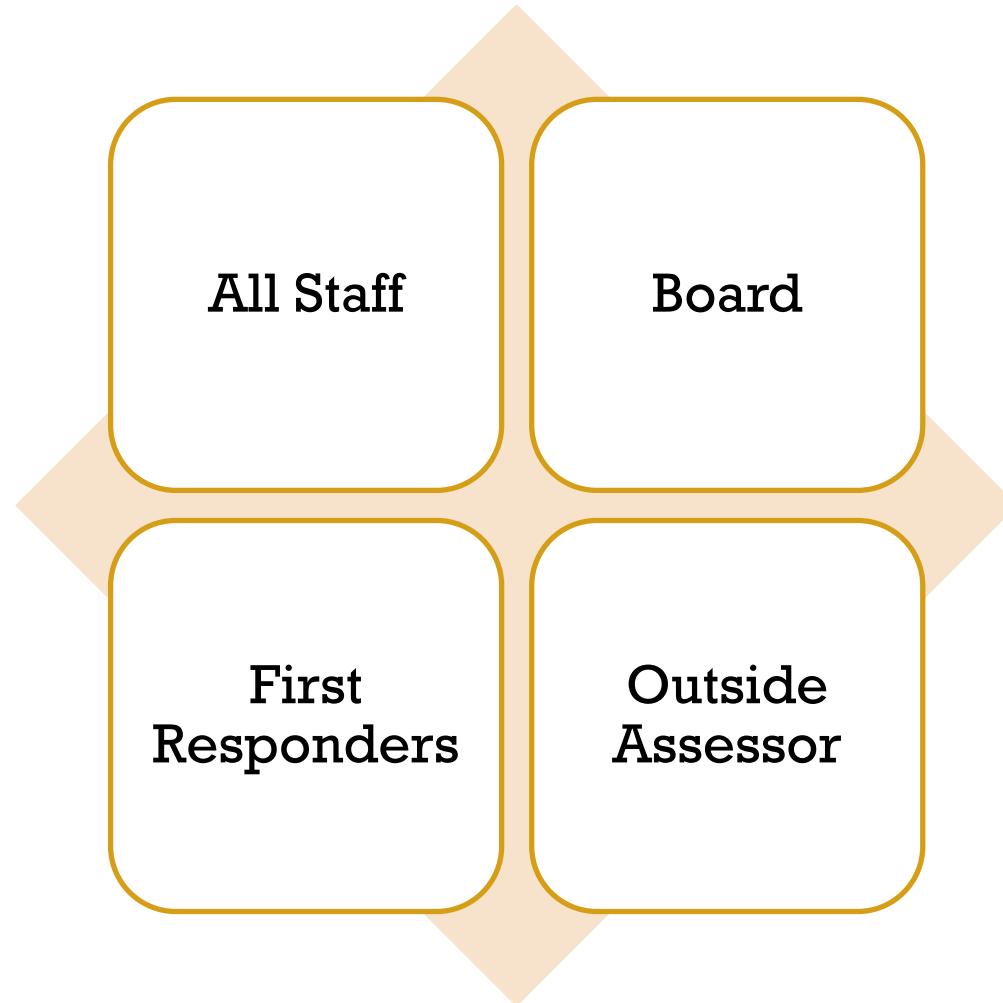 All Staff
Board
First
Responders
Outside
Assessor